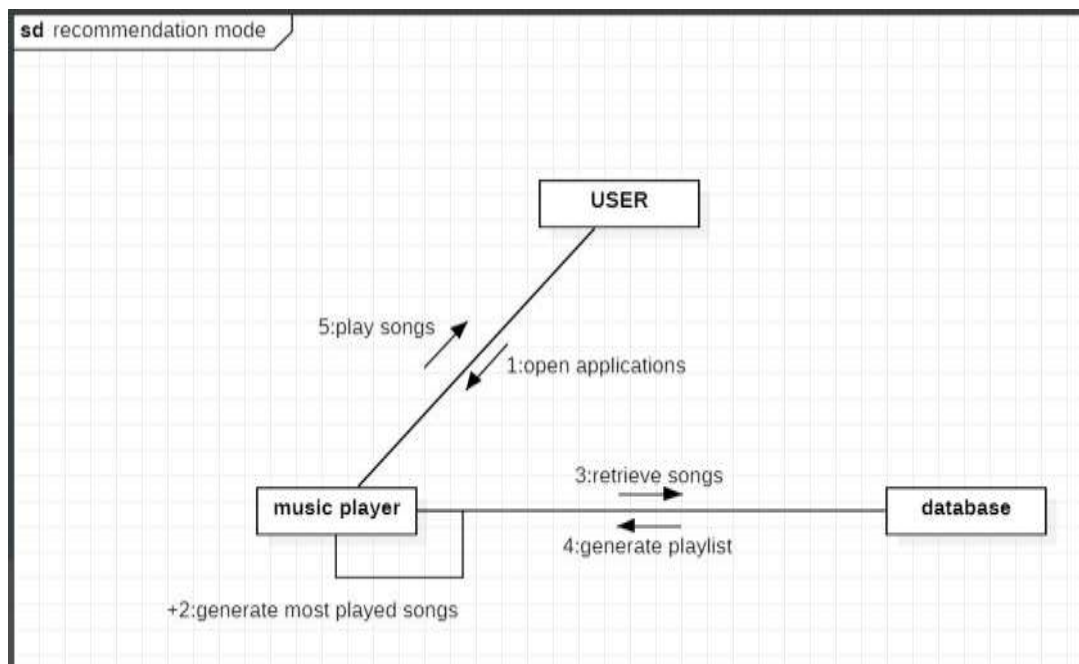 sd recommendation mode
USER
5:play songs
1:open applications
3:retrieve songs
music player
database
4:generate playlist
+2:generate most played songs